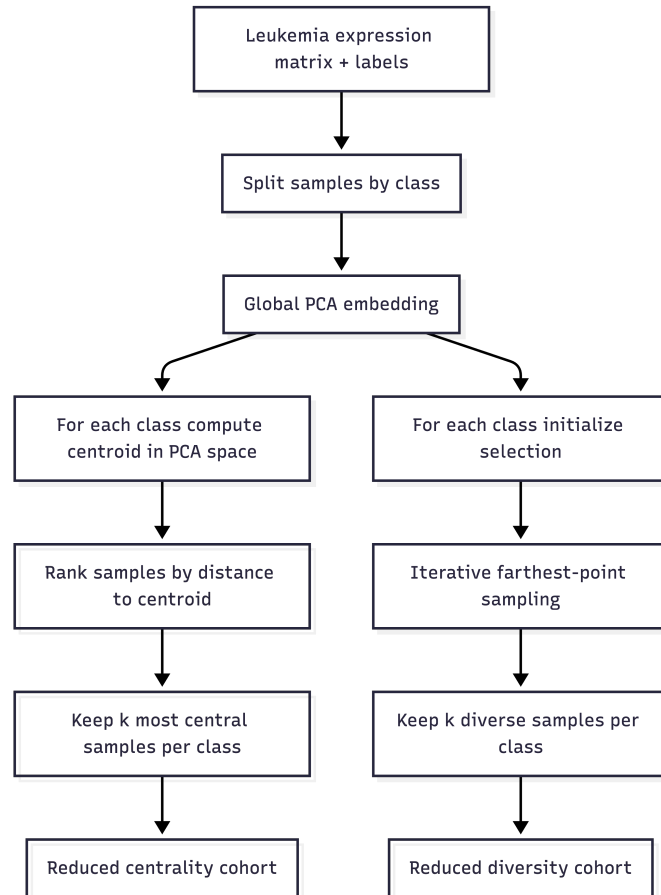 Leukemia expression
matrix + labels
Split samples by class
Global PCA embedding
For each class compute
centroid in PCA space
For each class initialize
selection
Rank samples by distance
to centroid
Iterative farthest-point
sampling
Keep k most central
samples per class
Keep k diverse samples per
class
Reduced centrality cohort
Reduced diversity cohort